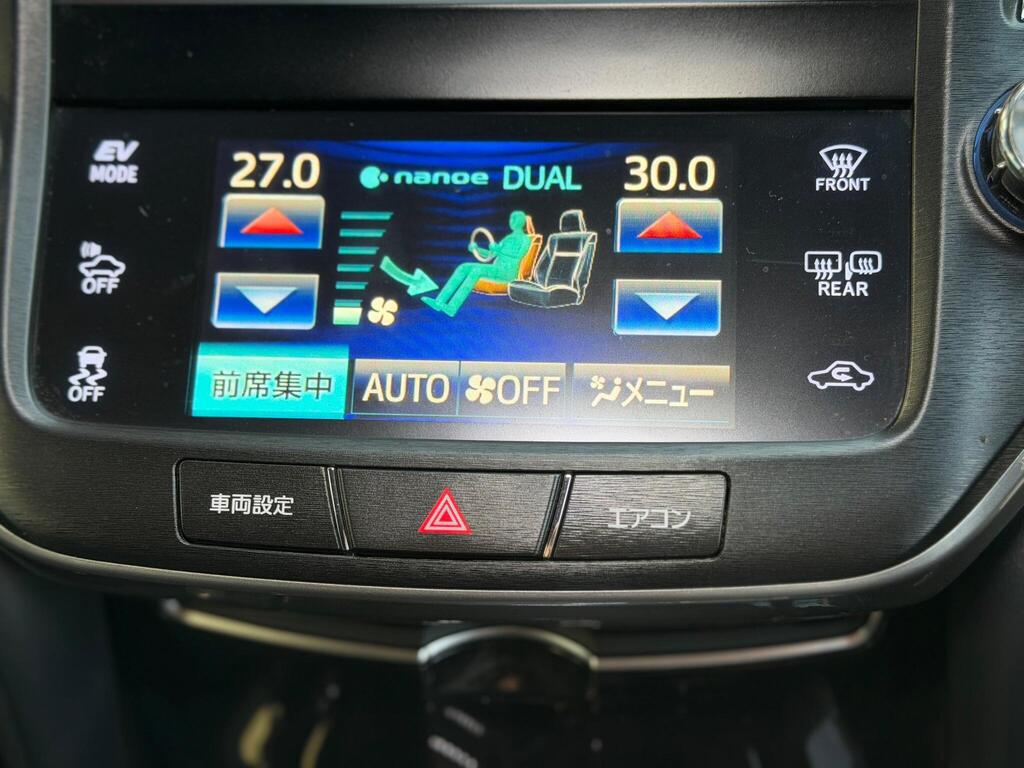 EV MODE
27.0
nanoe DUAL
30.0
FRONT
OFF
REAR
OFF
前席集中
AUTO
OFF
メニュー
車両設定
エアコン